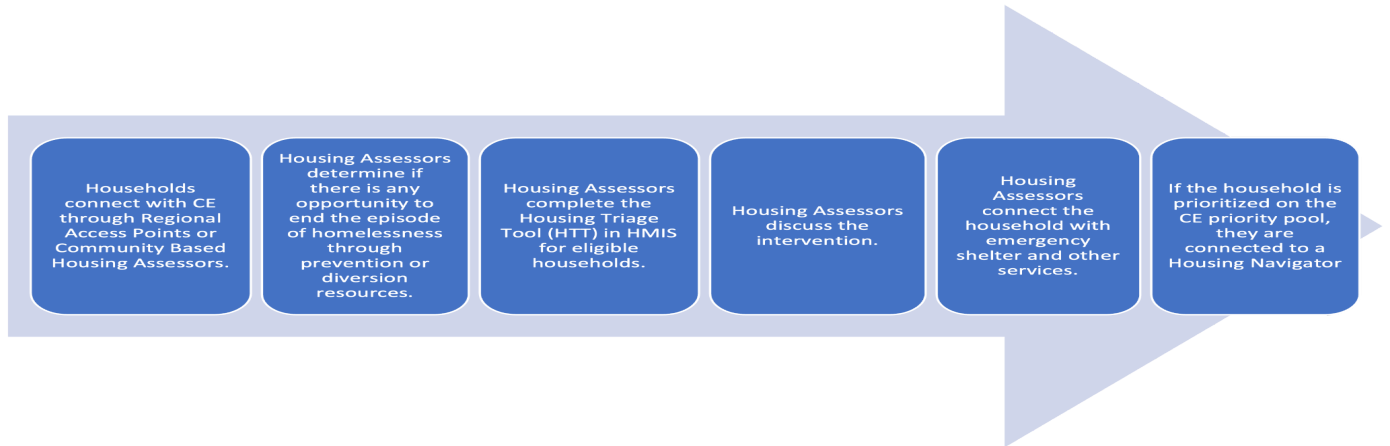 Households
connect with CE
through Regional
Access Points or
Community Based
Housing Assessors.
Housing Assessors
determine if
there is any
opportunity to
end the episode
of homelessness
through
prevention or
diversion
resources.
Housing Assessors
complete the
Housing Triage
Tool (HTT) in HMIS
for eligible
households.
Housing Assessors
discuss the
intervention.
Housing
Assessors
connect the
household with
emergency
shelter and other
services.
If the household is
prioritized on the
CE priority pool,
they are
connected to a
Housing Navigator